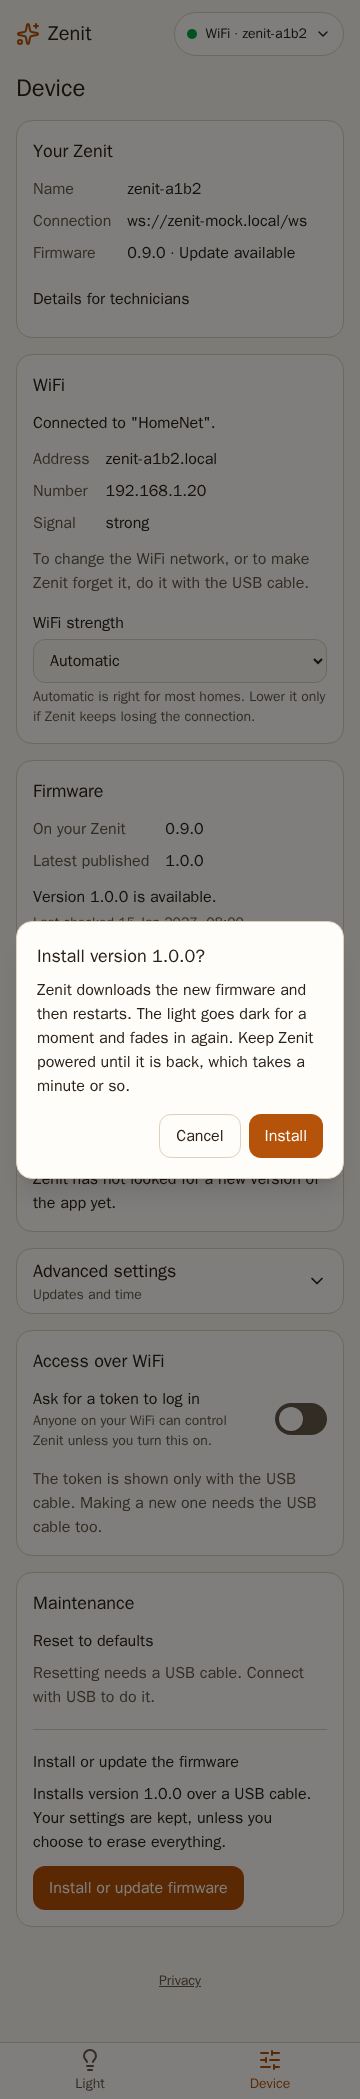 Zenit
WiFi · zenit-a1b2
Device
Your Zenit
Name zenit-a1b2
Connection ws://zenit-mock.local/ws
Firmware 0.9.0 · Update available
Details for technicians
WiFi
Connected to "HomeNet".
Address zenit-a1b2.local
Number 192.168.1.20
Signal strong
To change the WiFi network, or to make
Zenit forget it, do it with the USB cable.
WiFi strength
Automatic
Automatic is right for most homes. Lower it only
if Zenit keeps losing the connection.
Firmware
On your Zenit 0.9.0
Latest published 1.0.0
Version 1.0.0 is available.
Install version 1.0.0?
Zenit downloads the new firmware and
then restarts. The light goes dark for a
moment and fades in again. Keep Zenit
powered until it is back, which takes a
minute or so.
Cancel
Install
Zenit has not looked for a new version of
the app yet.
Advanced settings
Updates and time
Access over WiFi
Ask for a token to log in
Anyone on your WiFi can control
Zenit unless you turn this on.
The token is shown only with the USB
cable. Making a new one needs the USB
cable too.
Maintenance
Reset to defaults
Resetting needs a USB cable. Connect
with USB to do it.
Install or update the firmware
Installs version 1.0.0 over a USB cable.
Your settings are kept, unless you
choose to erase everything.
Install or update firmware
Privacy
Light
Device